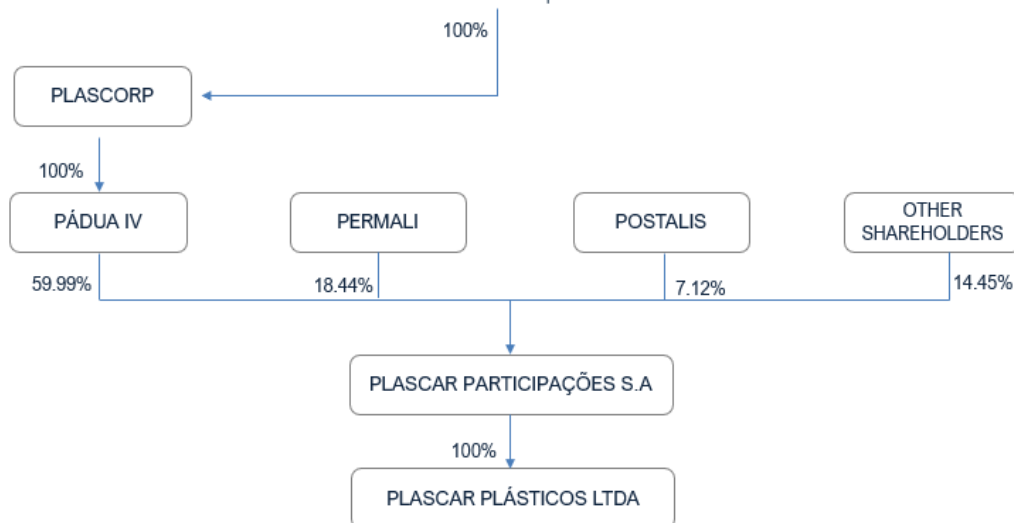 100%
PLASCORP
100%
PÁDUA IV
PERMALI
POSTALIS
OTHER
SHAREHOLDERS
59.99%
18.44%
7.12%
14.45%
PLASCAR PARTICIPAÇÕES S.A
100%
PLASCAR PLÁSTICOS LTDA